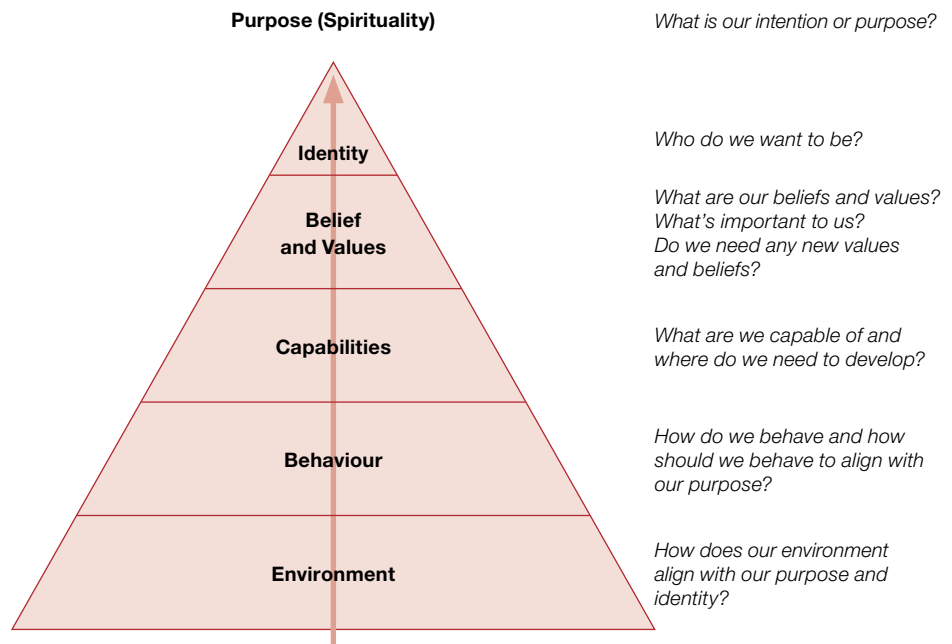 Purpose (Spirituality)
What is our intention or purpose?
Identity
Who do we want to be?
Belief
and Values
What are our beliefs and values?
What's important to us?
Do we need any new values
and beliefs?
Capabilities
What are we capable of and
where do we need to develop?
Behaviour
How do we behave and how
should we behave to align with
our purpose?
Environment
How does our environment
align with our purpose and
identity?